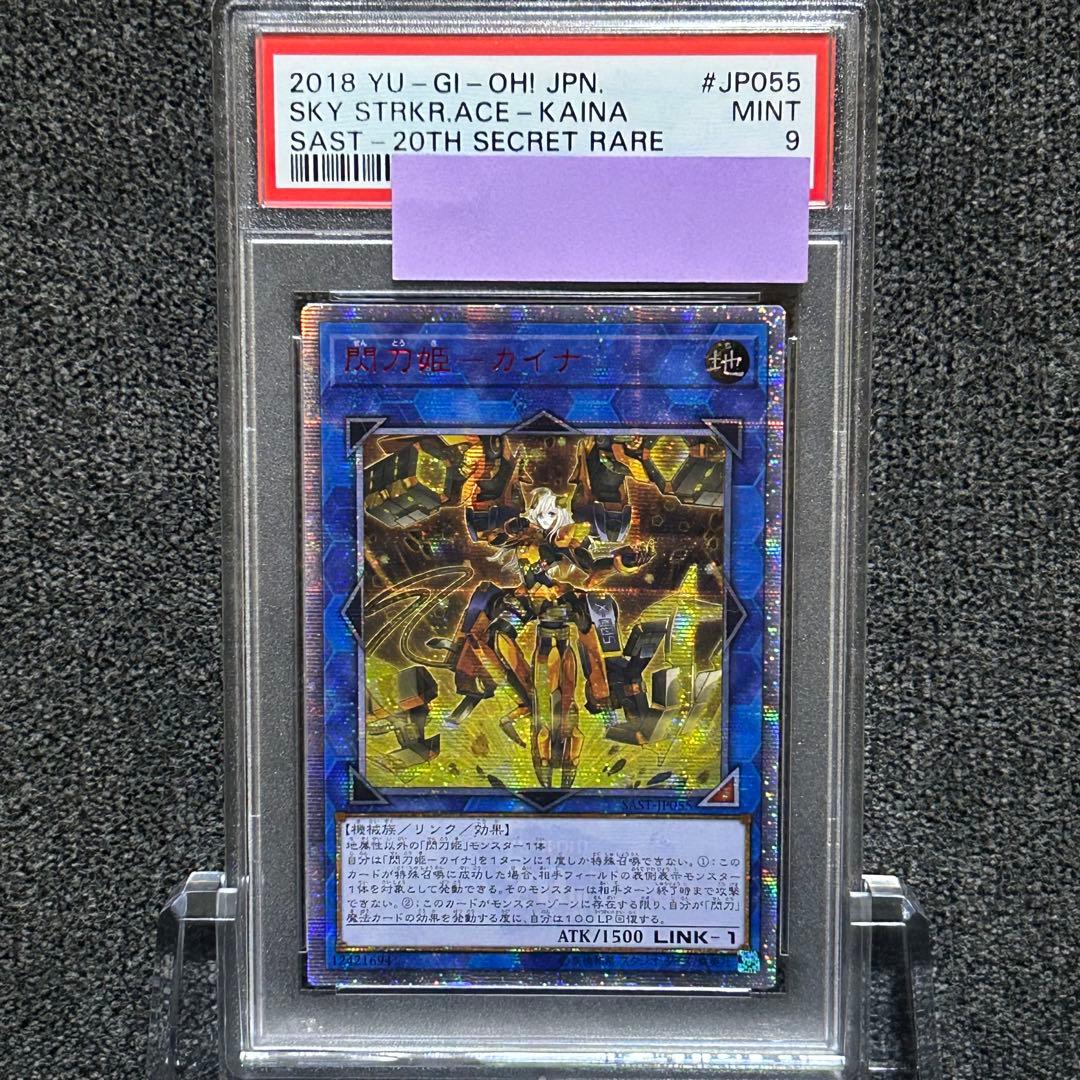 2018 YU-GI-OH! JPN. #JP055
SKY STRKR.ACE-KAINA MINT
SAST-20TH SECRET RARE 9
閃刀姫－カイナ
地
SAST-JP055
【機械族／リンク／効果】
地属性以外の「閃刀姫」モンスター1体
自分は「閃刀姫－カイナ」を1ターンに1度しか特殊召喚できない。①：この
カードが特殊召喚に成功した場合、相手フィールドの表側表示モンスター
1体を対象として発動できる。そのモンスターは相手ターン終了時まで攻撃
できない。②：このカードがモンスターゾーンに存在する限り、自分が「閃刀」
魔法カードの効果を発動する度に、自分は100LP回復する。
ATK/1500 LINK-1
12421694